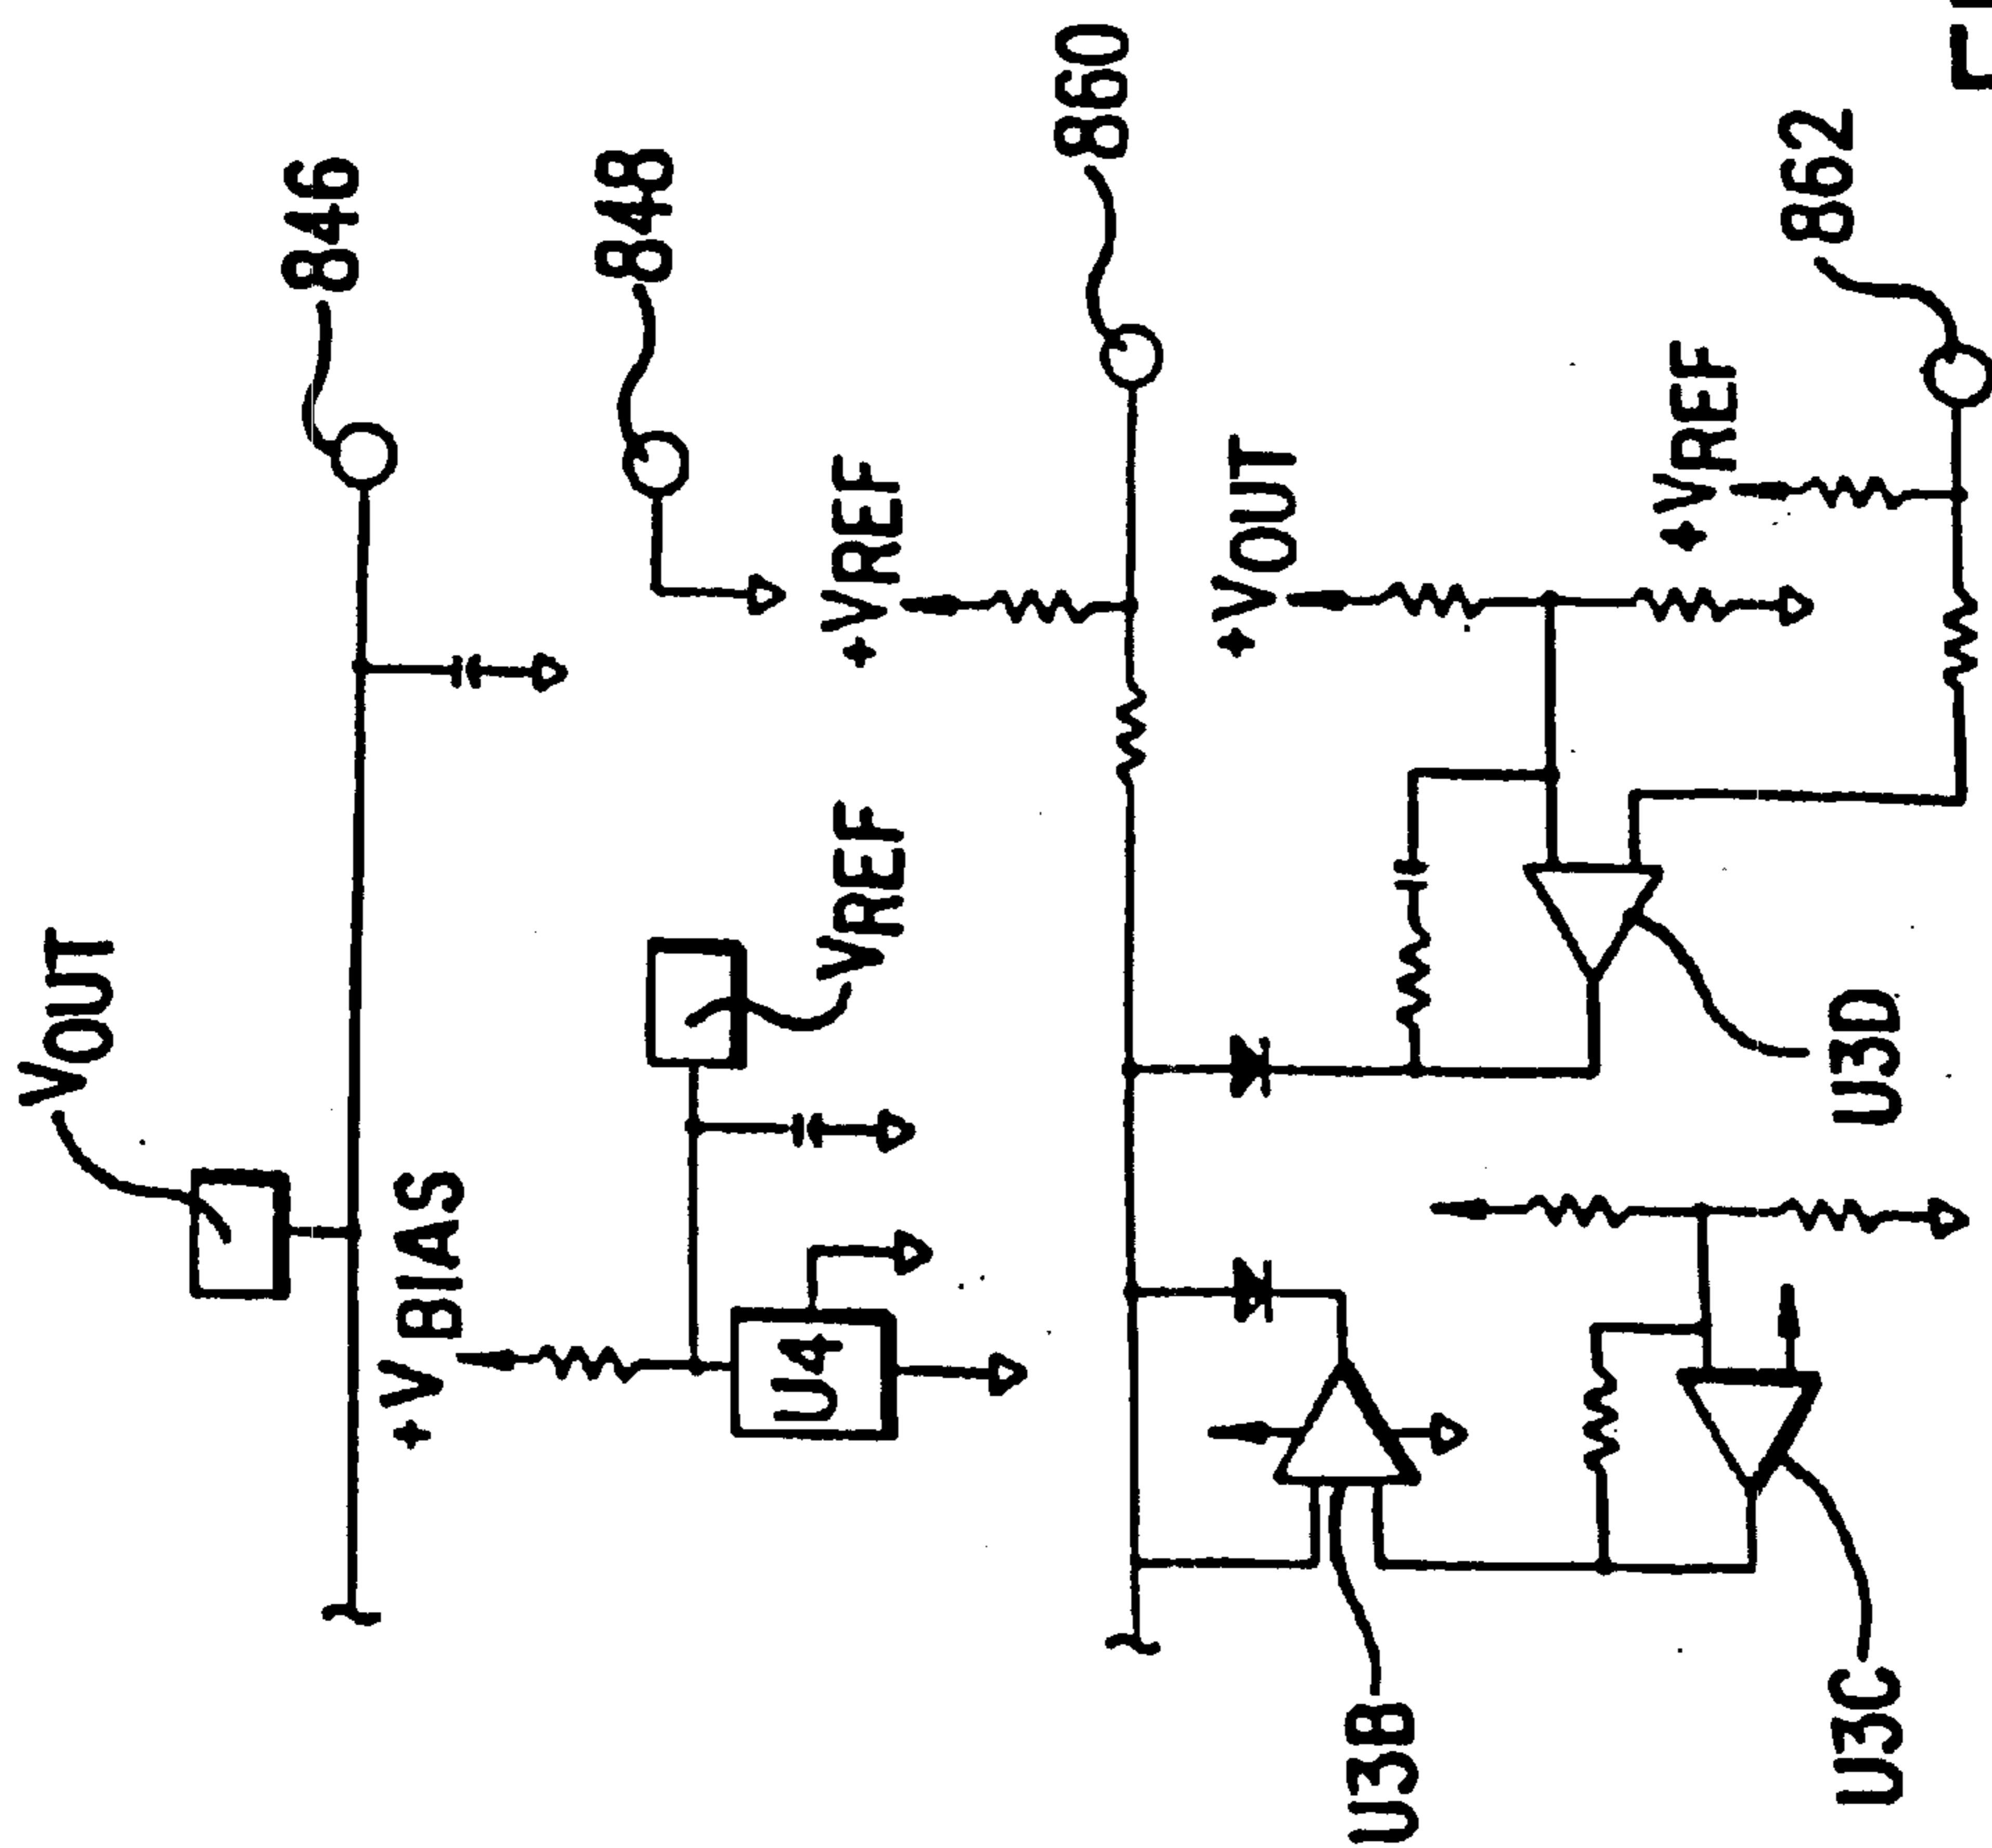 VOUT
846
+VBIAS
848
U4
VREF
+VREF
860
+VOUT
+VREF
862
U3B
U3D
U3C